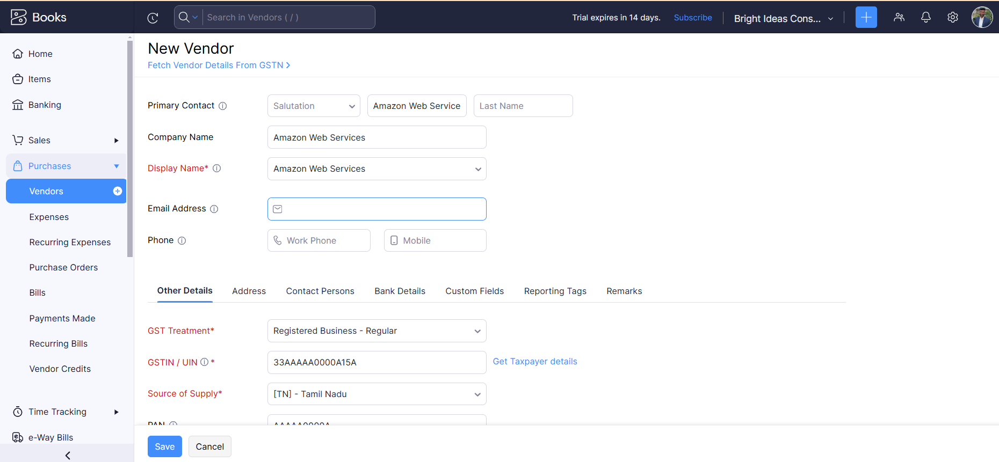 Books
Search in Vendors ( / )
Trial expires in 14 days.
Subscribe
Bright Ideas Cons...
Home
Items
Banking
Sales
Purchases
Vendors
Expenses
Recurring Expenses
Purchase Orders
Bills
Payments Made
Recurring Bills
Vendor Credits
Time Tracking
e-Way Bills
New Vendor
Fetch Vendor Details From GSTN
Primary Contact
Salutation
Amazon Web Service
Last Name
Company Name
Amazon Web Services
Display Name*
Amazon Web Services
Email Address
Phone
Work Phone
Mobile
Other Details
Address
Contact Persons
Bank Details
Custom Fields
Reporting Tags
Remarks
GST Treatment*
Registered Business - Regular
GSTIN / UIN *
33AAAAA0000A15A
Get Taxpayer details
Source of Supply*
[TN] - Tamil Nadu
PAN
AAAAA0000A
Save
Cancel